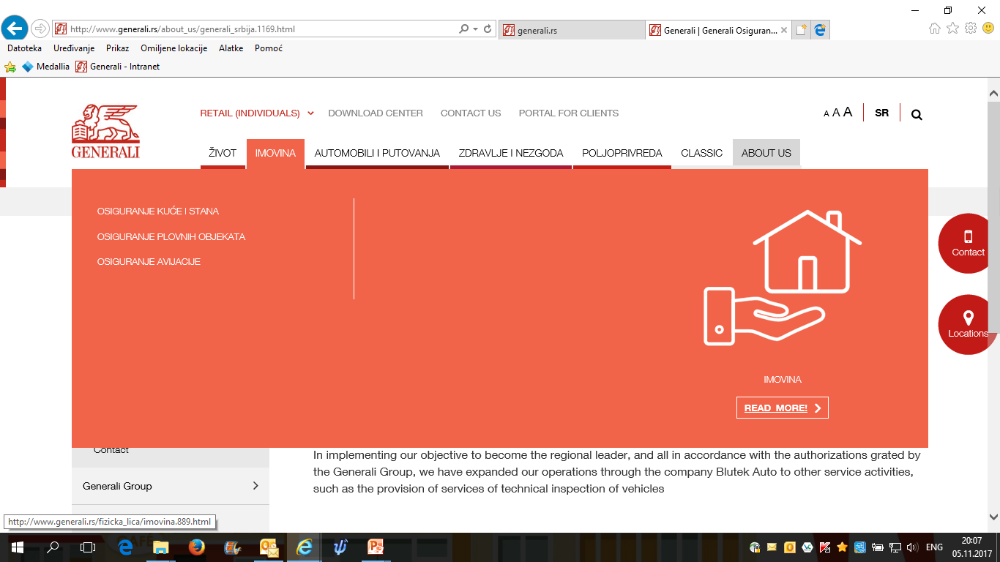 http://www.generali.rs/about_us/generali_srbija.1169.html
generali.rs
Generali | Generali Osiguran...
Datoteka Uređivanje Prikaz Omiljene lokacije Alatke Pomoć
Medallia Generali - Intranet
RETAIL (INDIVIDUALS) DOWNLOAD CENTER CONTACT US PORTAL FOR CLIENTS
A A A SR
GENERALI
ŽIVOT IMOVINA AUTOMOBILI I PUTOVANJA ZDRAVLJE I NEZGODA POLJOPRIVREDA CLASSIC ABOUT US
OSIGURANJE KUĆE I STANA
OSIGURANJE PLOVNIH OBJEKATA
OSIGURANJE AVIJACIJE
IMOVINA
READ MORE!
Contact
Locations
Contact
Generali Group
In implementing our objective to become the regional leader, and all in accordance with the authorizations grated by
the Generali Group, we have expanded our operations through the company Blutek Auto to other service activities,
such as the provision of services of technical inspection of vehicles
http://www.generali.rs/fizicka_lica/imovina.889.html
ENG
20:07
05.11.2017